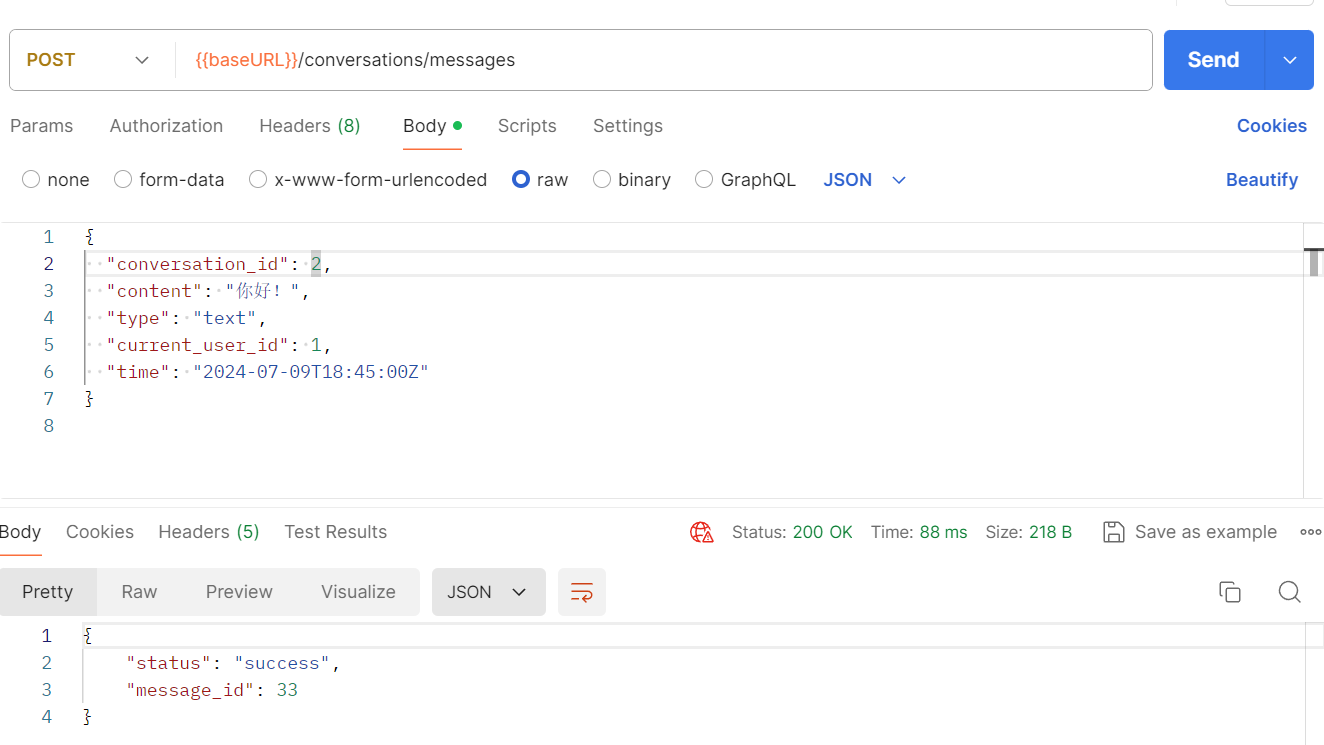 POST {{baseURL}}/conversations/messages Send
Params Authorization Headers (8) Body Scripts Settings Cookies
none form-data x-www-form-urlencoded raw binary GraphQL JSON Beautify
1 {
2 "conversation_id": 2,
3 "content": "你好！",
4 "type": "text",
5 "current_user_id": 1,
6 "time": "2024-07-09T18:45:00Z"
7 }
8
Body Cookies Headers (5) Test Results Status: 200 OK Time: 88 ms Size: 218 B Save as example
Pretty Raw Preview Visualize JSON
1 {
2 "status": "success",
3 "message_id": 33
4 }